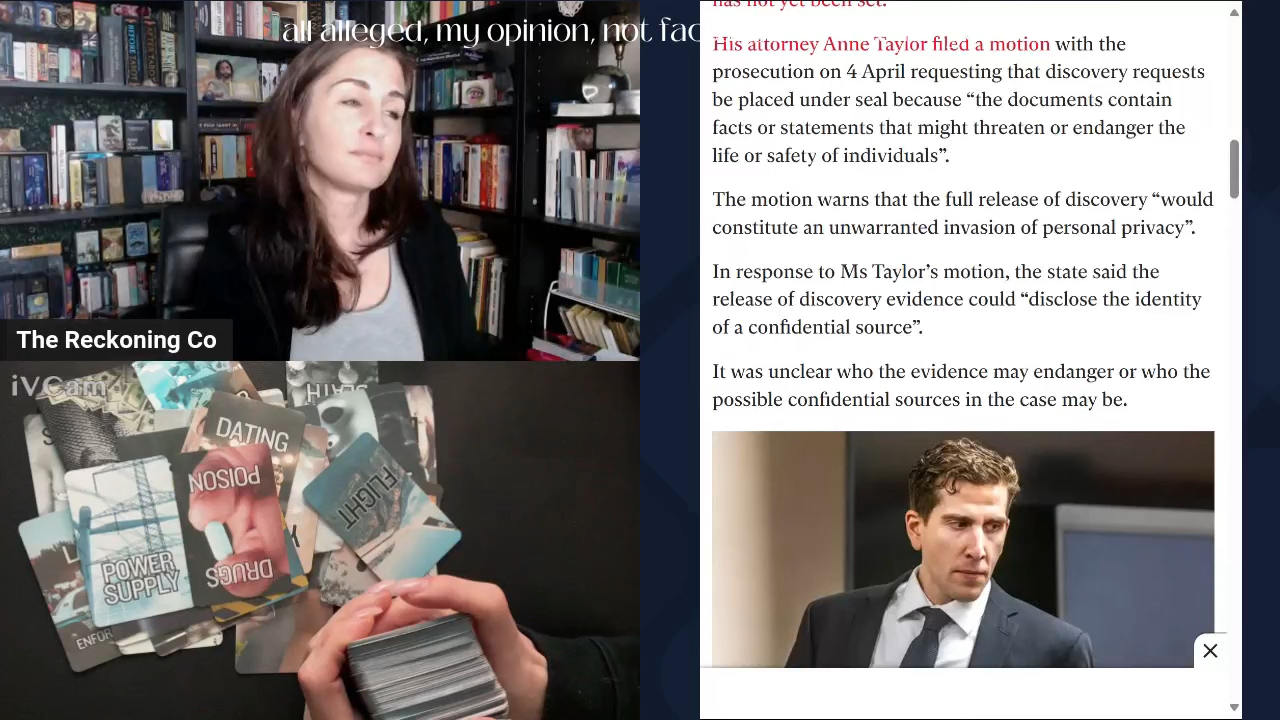 all alleged, my opinion, not fac
The Reckoning Co
iVCam
DATING
POISON
DRUGS
FLIGHT
POWER
SUPPLY
ENFOR
has not yet been set.
His attorney Anne Taylor filed a motion with the
prosecution on 4 April requesting that discovery requests
be placed under seal because “the documents contain
facts or statements that might threaten or endanger the
life or safety of individuals”.
The motion warns that the full release of discovery “would
constitute an unwarranted invasion of personal privacy”.
In response to Ms Taylor’s motion, the state said the
release of discovery evidence could “disclose the identity
of a confidential source”.
It was unclear who the evidence may endanger or who the
possible confidential sources in the case may be.